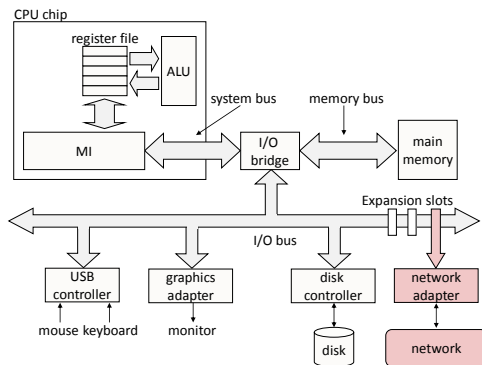 CPU chip
register file
ALU
system bus
memory bus
MI
I/O
bridge
main
memory
Expansion slots
I/O bus
USB
controller
graphics
adapter
disk
controller
network
adapter
mouse keyboard
monitor
disk
network